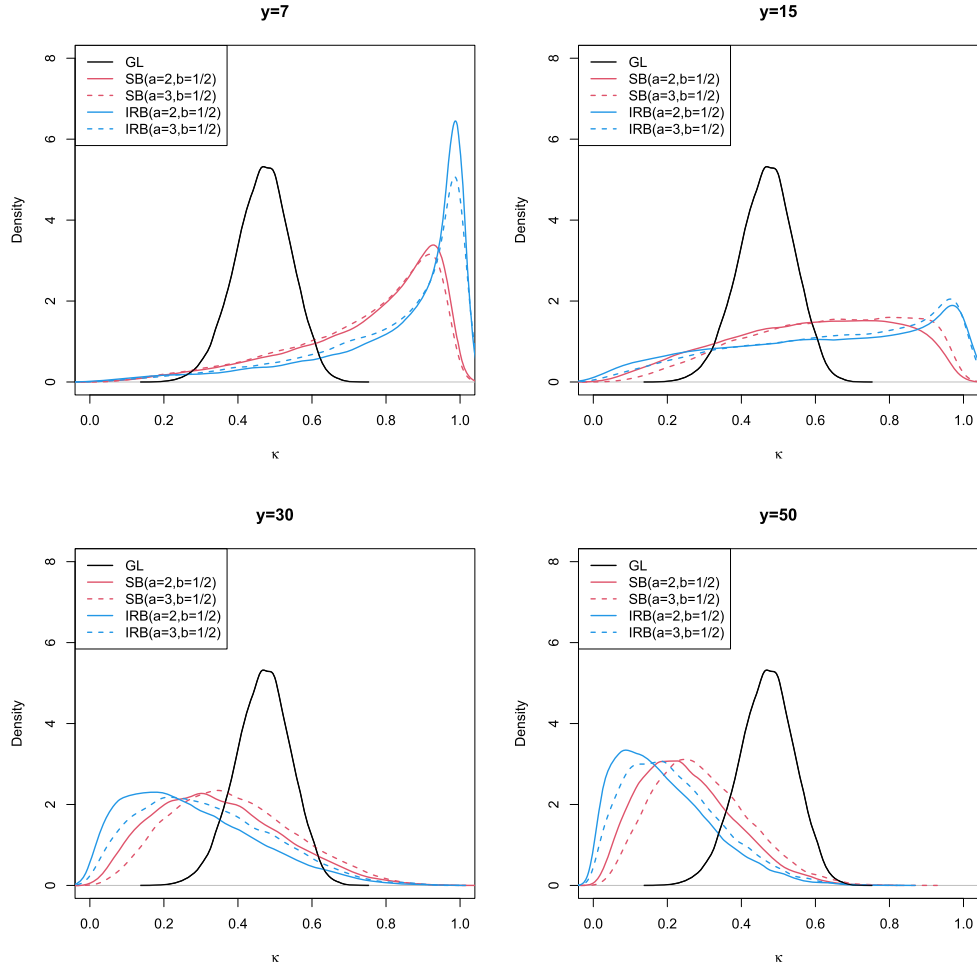 y=7
GL
SB(a=2,b=1/2)
SB(a=3,b=1/2)
IRB(a=2,b=1/2)
IRB(a=3,b=1/2)
Density
0
2
4
6
8
0.0 0.2 0.4 0.6 0.8 1.0
κ
y=15
GL
SB(a=2,b=1/2)
SB(a=3,b=1/2)
IRB(a=2,b=1/2)
IRB(a=3,b=1/2)
Density
0
2
4
6
8
0.0 0.2 0.4 0.6 0.8 1.0
κ
y=30
GL
SB(a=2,b=1/2)
SB(a=3,b=1/2)
IRB(a=2,b=1/2)
IRB(a=3,b=1/2)
Density
0
2
4
6
8
0.0 0.2 0.4 0.6 0.8 1.0
κ
y=50
GL
SB(a=2,b=1/2)
SB(a=3,b=1/2)
IRB(a=2,b=1/2)
IRB(a=3,b=1/2)
Density
0
2
4
6
8
0.0 0.2 0.4 0.6 0.8 1.0
κ